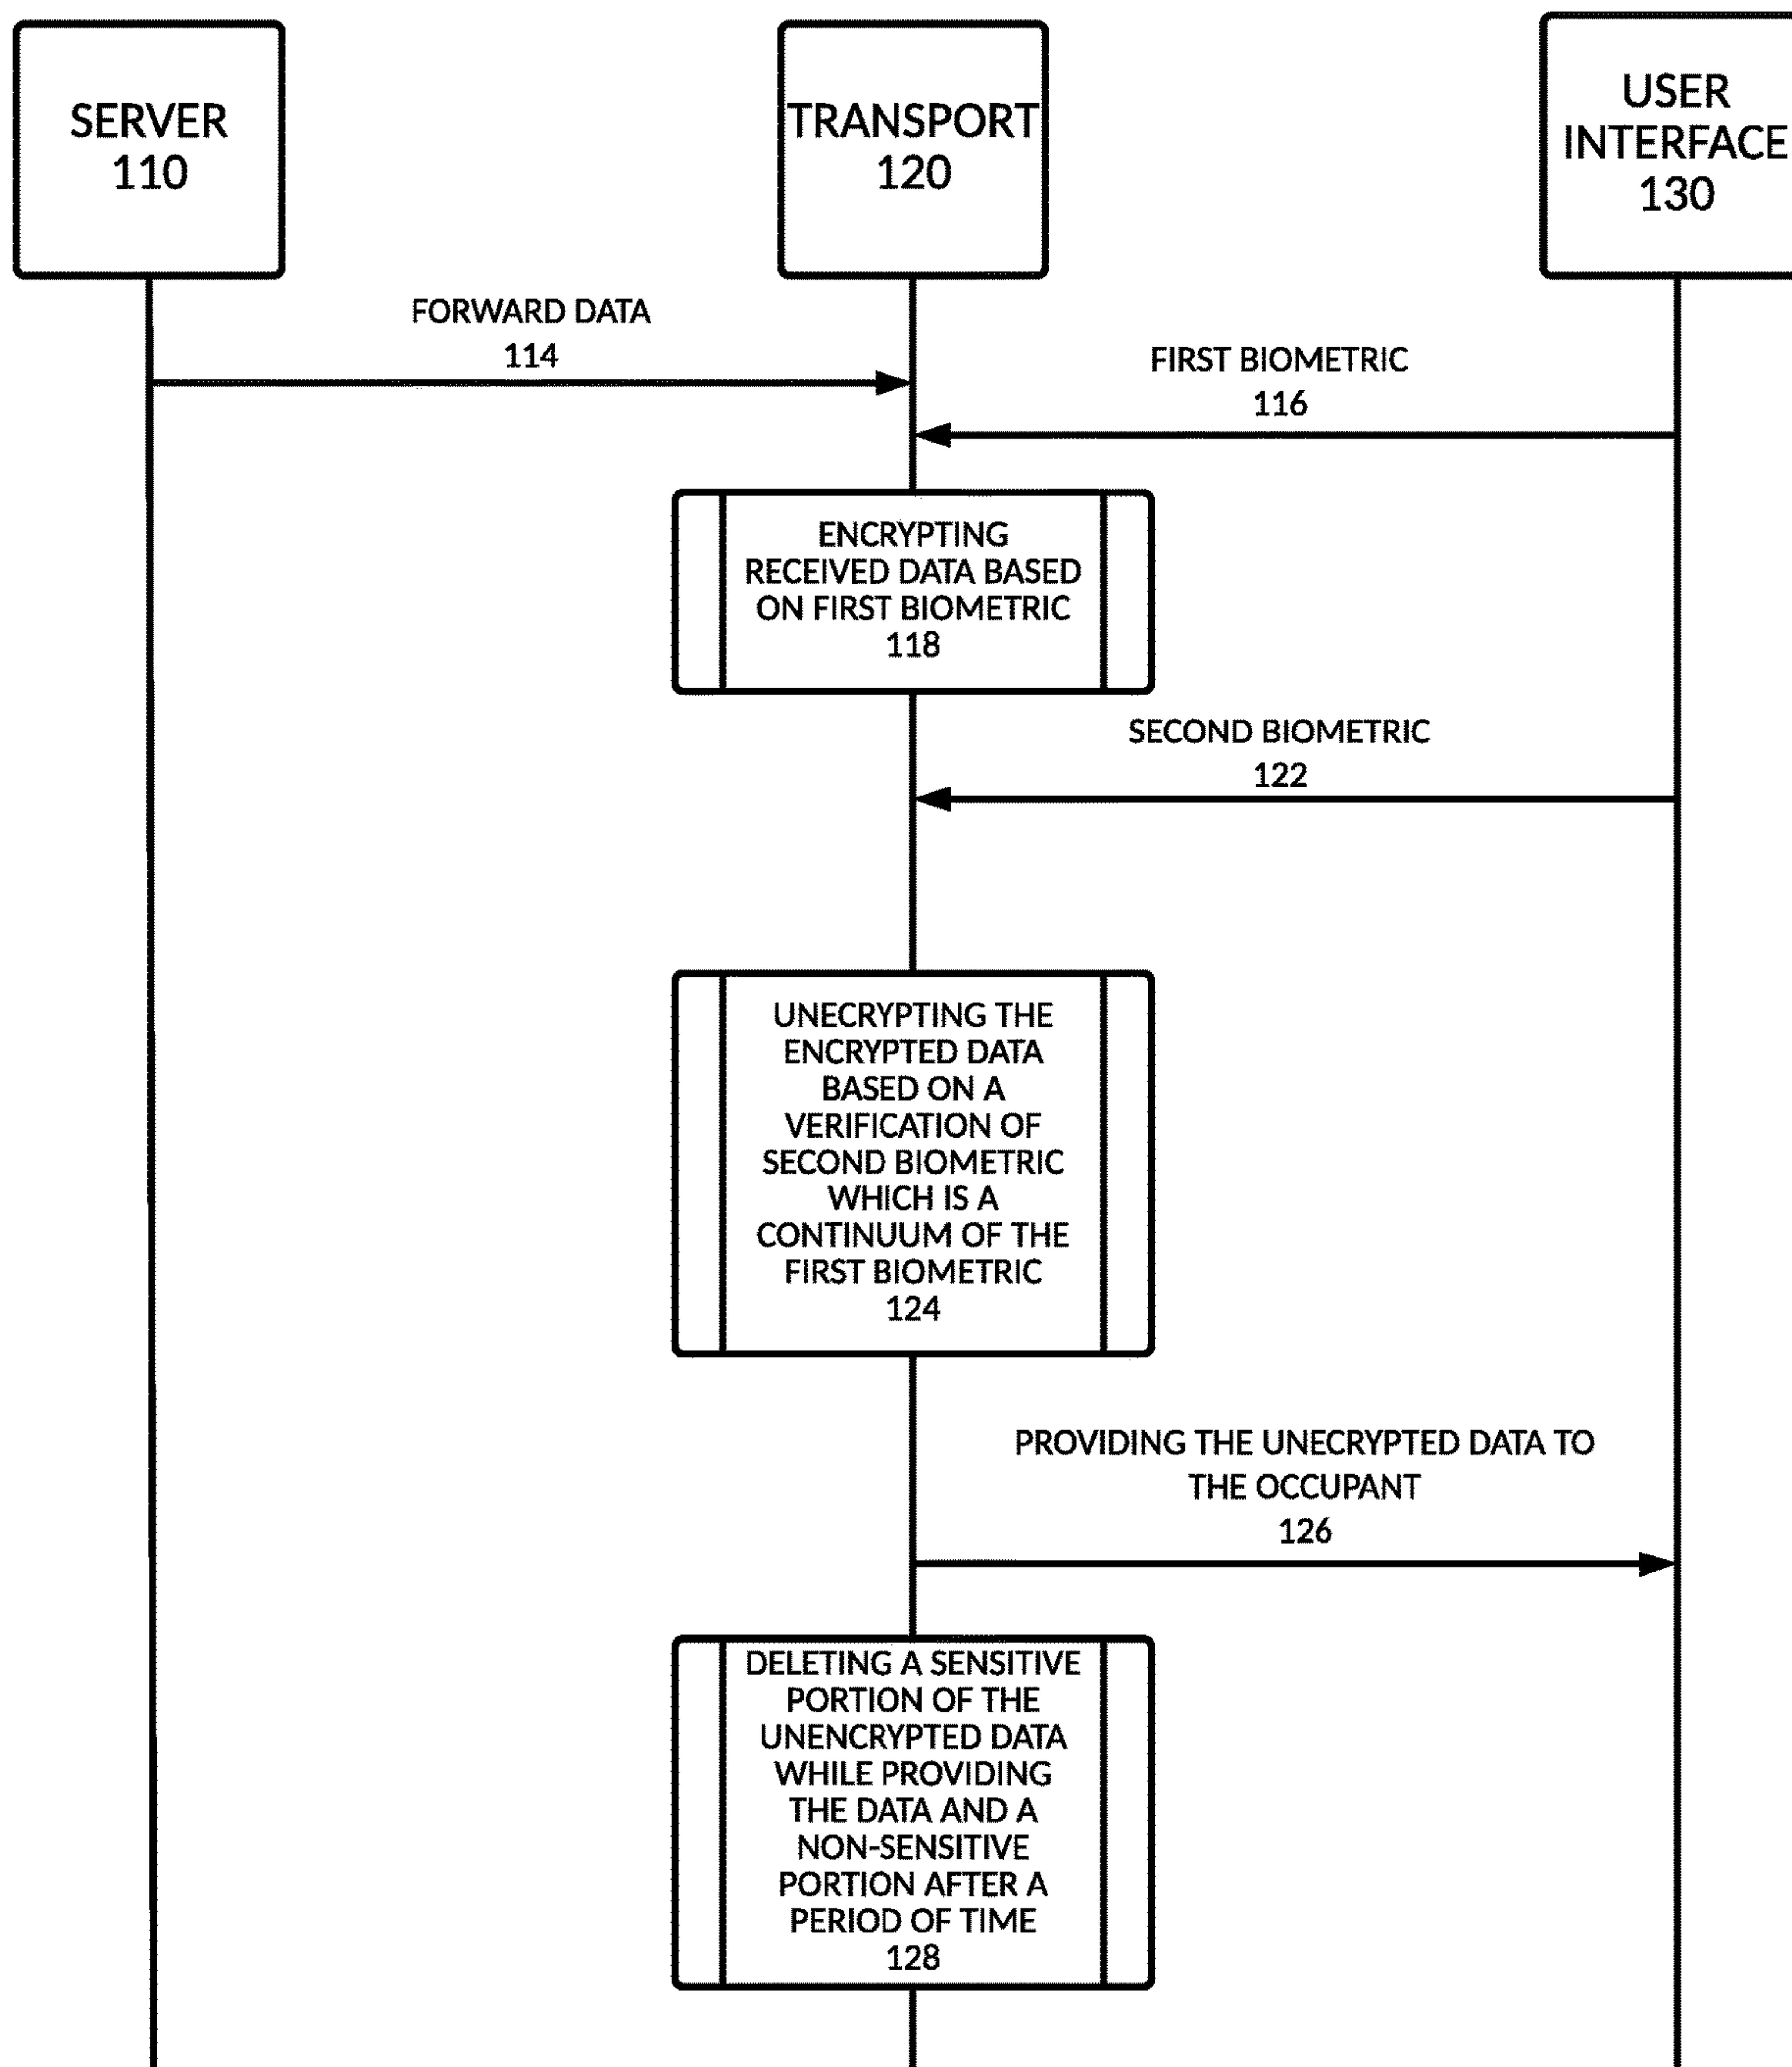 SERVER
110
TRANSPORT
120
USER
INTERFACE
130
FORWARD DATA
114
FIRST BIOMETRIC
116
ENCRYPTING
RECEIVED DATA BASED
ON FIRST BIOMETRIC
118
SECOND BIOMETRIC
122
UNECRYPTING THE
ENCRYPTED DATA
BASED ON A
VERIFICATION OF
SECOND BIOMETRIC
WHICH IS A
CONTINUUM OF THE
FIRST BIOMETRIC
124
PROVIDING THE UNECRYPTED DATA TO
THE OCCUPANT
126
DELETING A SENSITIVE
PORTION OF THE
UNENCRYPTED DATA
WHILE PROVIDING
THE DATA AND A
NON-SENSITIVE
PORTION AFTER A
PERIOD OF TIME
128